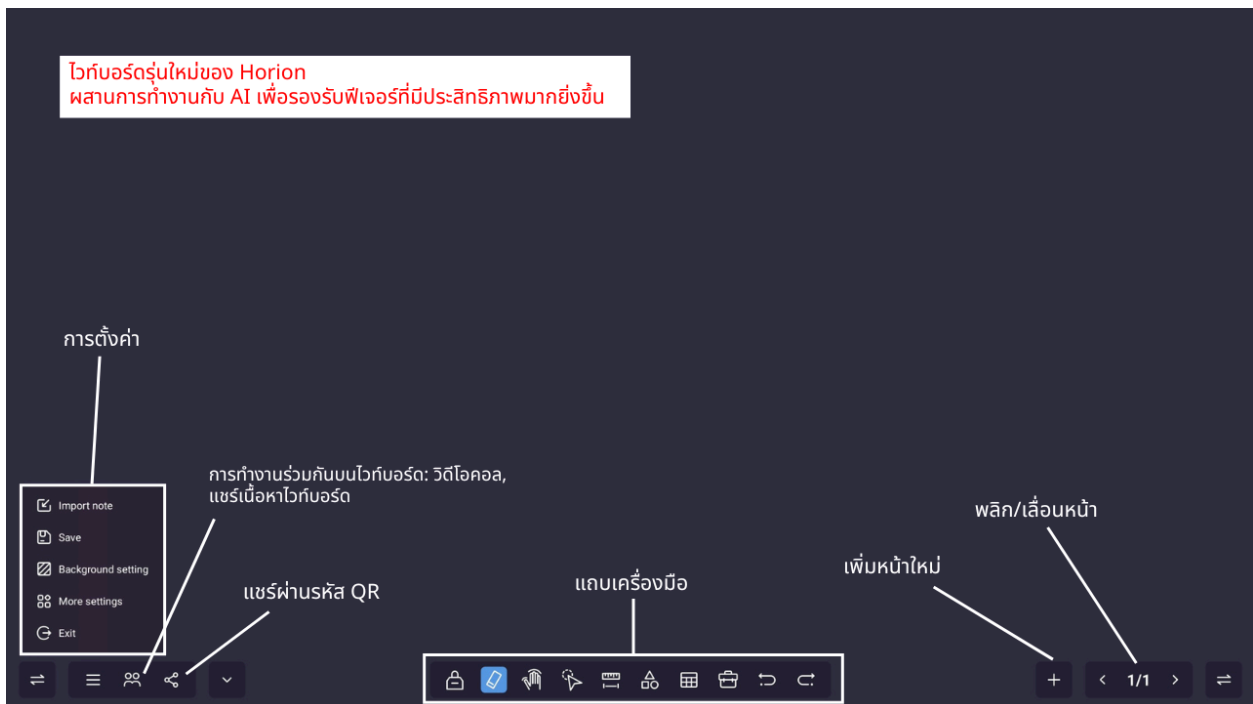 ไวท์บอร์ดรุ่นใหม่ของ Horion
ผสานการทำงานกับ AI เพื่อรองรับฟีเจอร์ที่มีประสิทธิภาพมากยิ่งขึ้น
การตั้งค่า
การทำงานร่วมกันบนไวท์บอร์ด: วิดีโอคอล,
แชร์เนื้อหาไวท์บอร์ด
Import note
Save
Background setting
More settings
Exit
แชร์ผ่านรหัส QR
แถบเครื่องมือ
เพิ่มหน้าใหม่
พลิก/เลื่อนหน้า
1/1